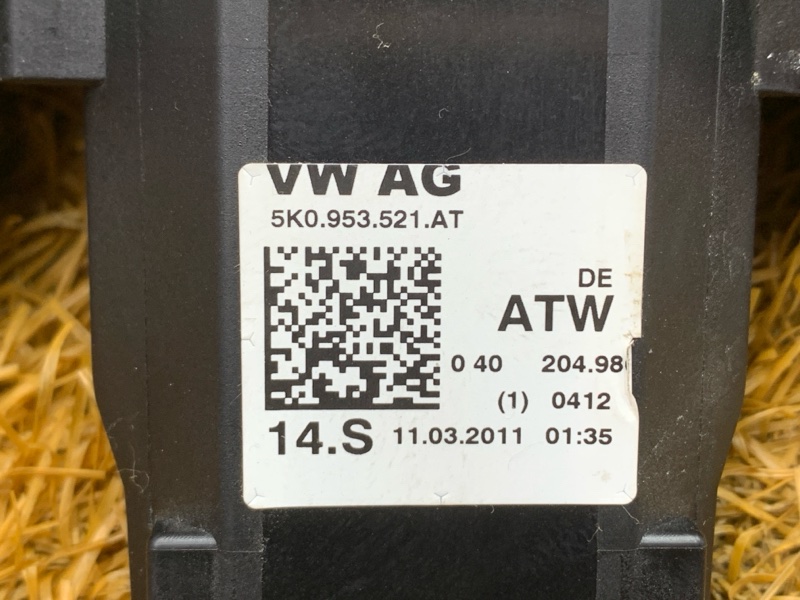 VW AG
5K0.953.521.AT
DE
ATW
0 40 204.98
(1) 0412
14.S 11.03.2011 01:35